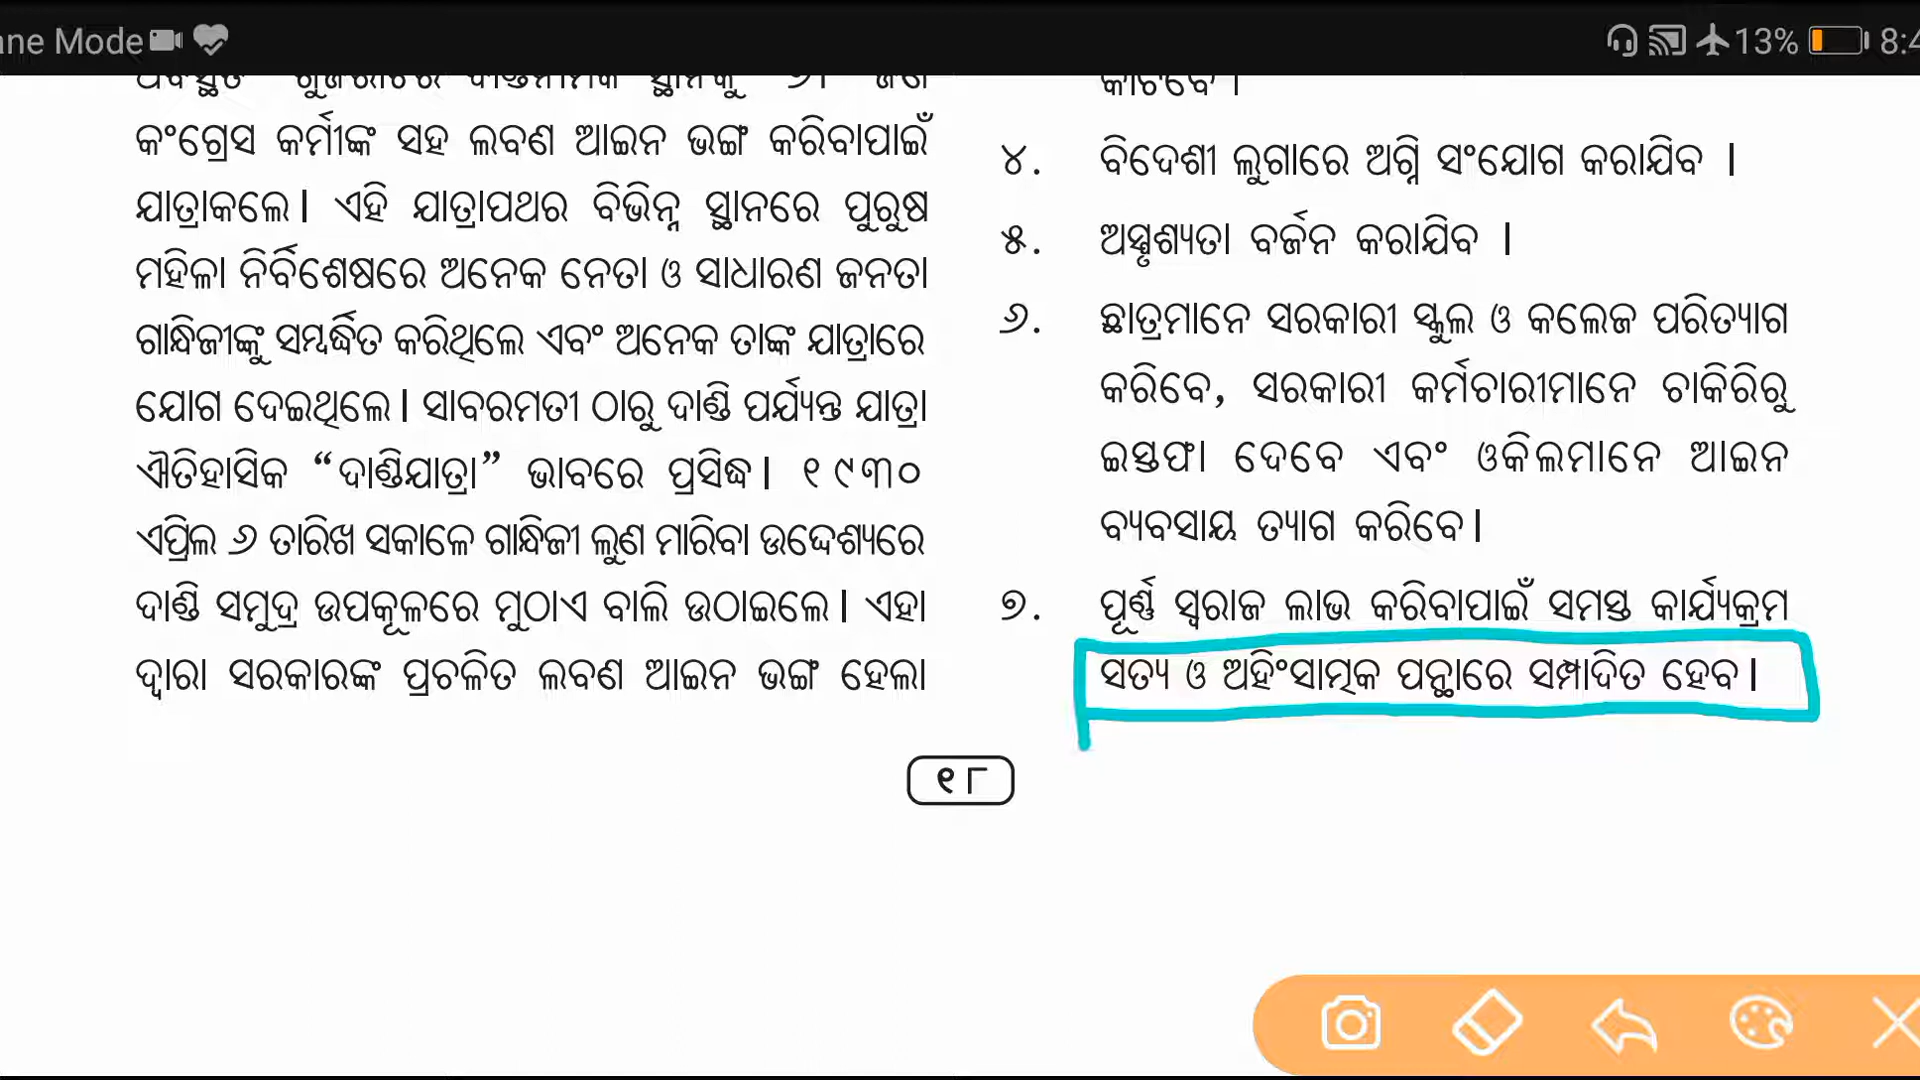 ane Mode
13%
8:4
କଂଗ୍ରେସ କର୍ମୀଙ୍କ ସହ ଲବଣ ଆଇନ ଭଙ୍ଗ କରିବାପାଇଁ
ଯାତ୍ରାକଲେ। ଏହି ଯାତ୍ରାପଥର ବିଭିନ୍ନ ସ୍ଥାନରେ ପୁରୁଷ
ମହିଳା ନିର୍ବିଶେଷରେ ଅନେକ ନେତା ଓ ସାଧାରଣ ଜନତା
ଗାନ୍ଧିଜୀଙ୍କୁ ସମ୍ବର୍ଦ୍ଧିତ କରିଥିଲେ ଏବଂ ଅନେକ ତାଙ୍କ ଯାତ୍ରାରେ
ଯୋଗ ଦେଇଥିଲେ। ସାବରମତୀ ଠାରୁ ଦାଣ୍ଡି ପର୍ଯ୍ୟନ୍ତ ଯାତ୍ରା
ଐତିହାସିକ “ଦାଣ୍ଡିଯାତ୍ରା” ଭାବରେ ପ୍ରସିଦ୍ଧ। ୧୯୩୦
ଏପ୍ରିଲ ୬ ତାରିଖ ସକାଳେ ଗାନ୍ଧିଜୀ ଲୁଣ ମାରିବା ଉଦ୍ଦେଶ୍ୟରେ
ଦାଣ୍ଡି ସମୁଦ୍ର ଉପକୂଳରେ ମୁଠାଏ ବାଲି ଉଠାଇଲେ। ଏହା
ଦ୍ୱାରା ସରକାରଙ୍କ ପ୍ରଚଳିତ ଲବଣ ଆଇନ ଭଙ୍ଗ ହେଲା
କାଟିବେ।
୪. ବିଦେଶୀ ଲୁଗାରେ ଅଗ୍ନି ସଂଯୋଗ କରାଯିବ ।
୫. ଅସ୍ପୃଶ୍ୟତା ବର୍ଜନ କରାଯିବ ।
୬. ଛାତ୍ରମାନେ ସରକାରୀ ସ୍କୁଲ ଓ କଲେଜ ପରିତ୍ୟାଗ
କରିବେ, ସରକାରୀ କର୍ମଚାରୀମାନେ ଚାକିରିରୁ
ଇସ୍ତଫା ଦେବେ ଏବଂ ଓକିଲମାନେ ଆଇନ
ବ୍ୟବସାୟ ତ୍ୟାଗ କରିବେ।
୭. ପୂର୍ଣ୍ଣ ସ୍ୱରାଜ ଲାଭ କରିବାପାଇଁ ସମସ୍ତ କାର୍ଯ୍ୟକ୍ରମ
ସତ୍ୟ ଓ ଅହିଂସାତ୍ମକ ପନ୍ଥାରେ ସମ୍ପାଦିତ ହେବ।
୧୮